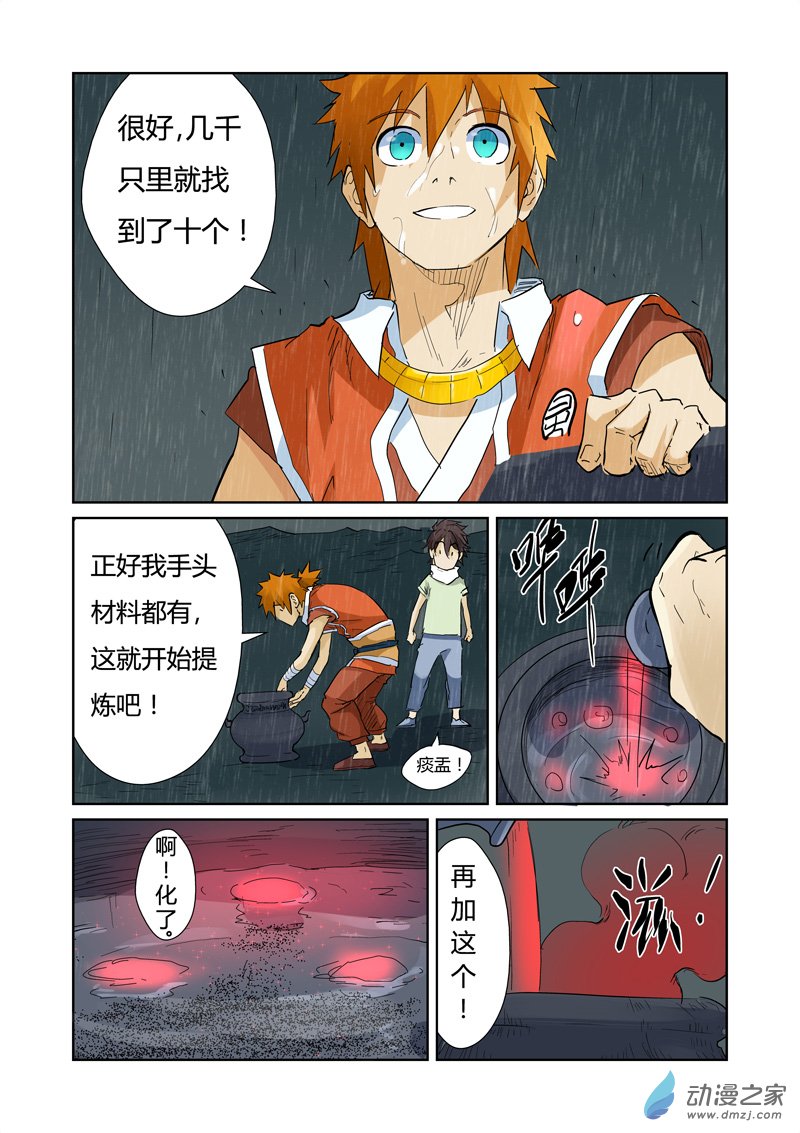 很好，几千
只里就找
到了十个！
正好我手头
材料都有，
这就开始提
炼吧！
痰盂！
哗哗
啊！化了。
再加这个！
滋
动漫之家
www.dmzj.com